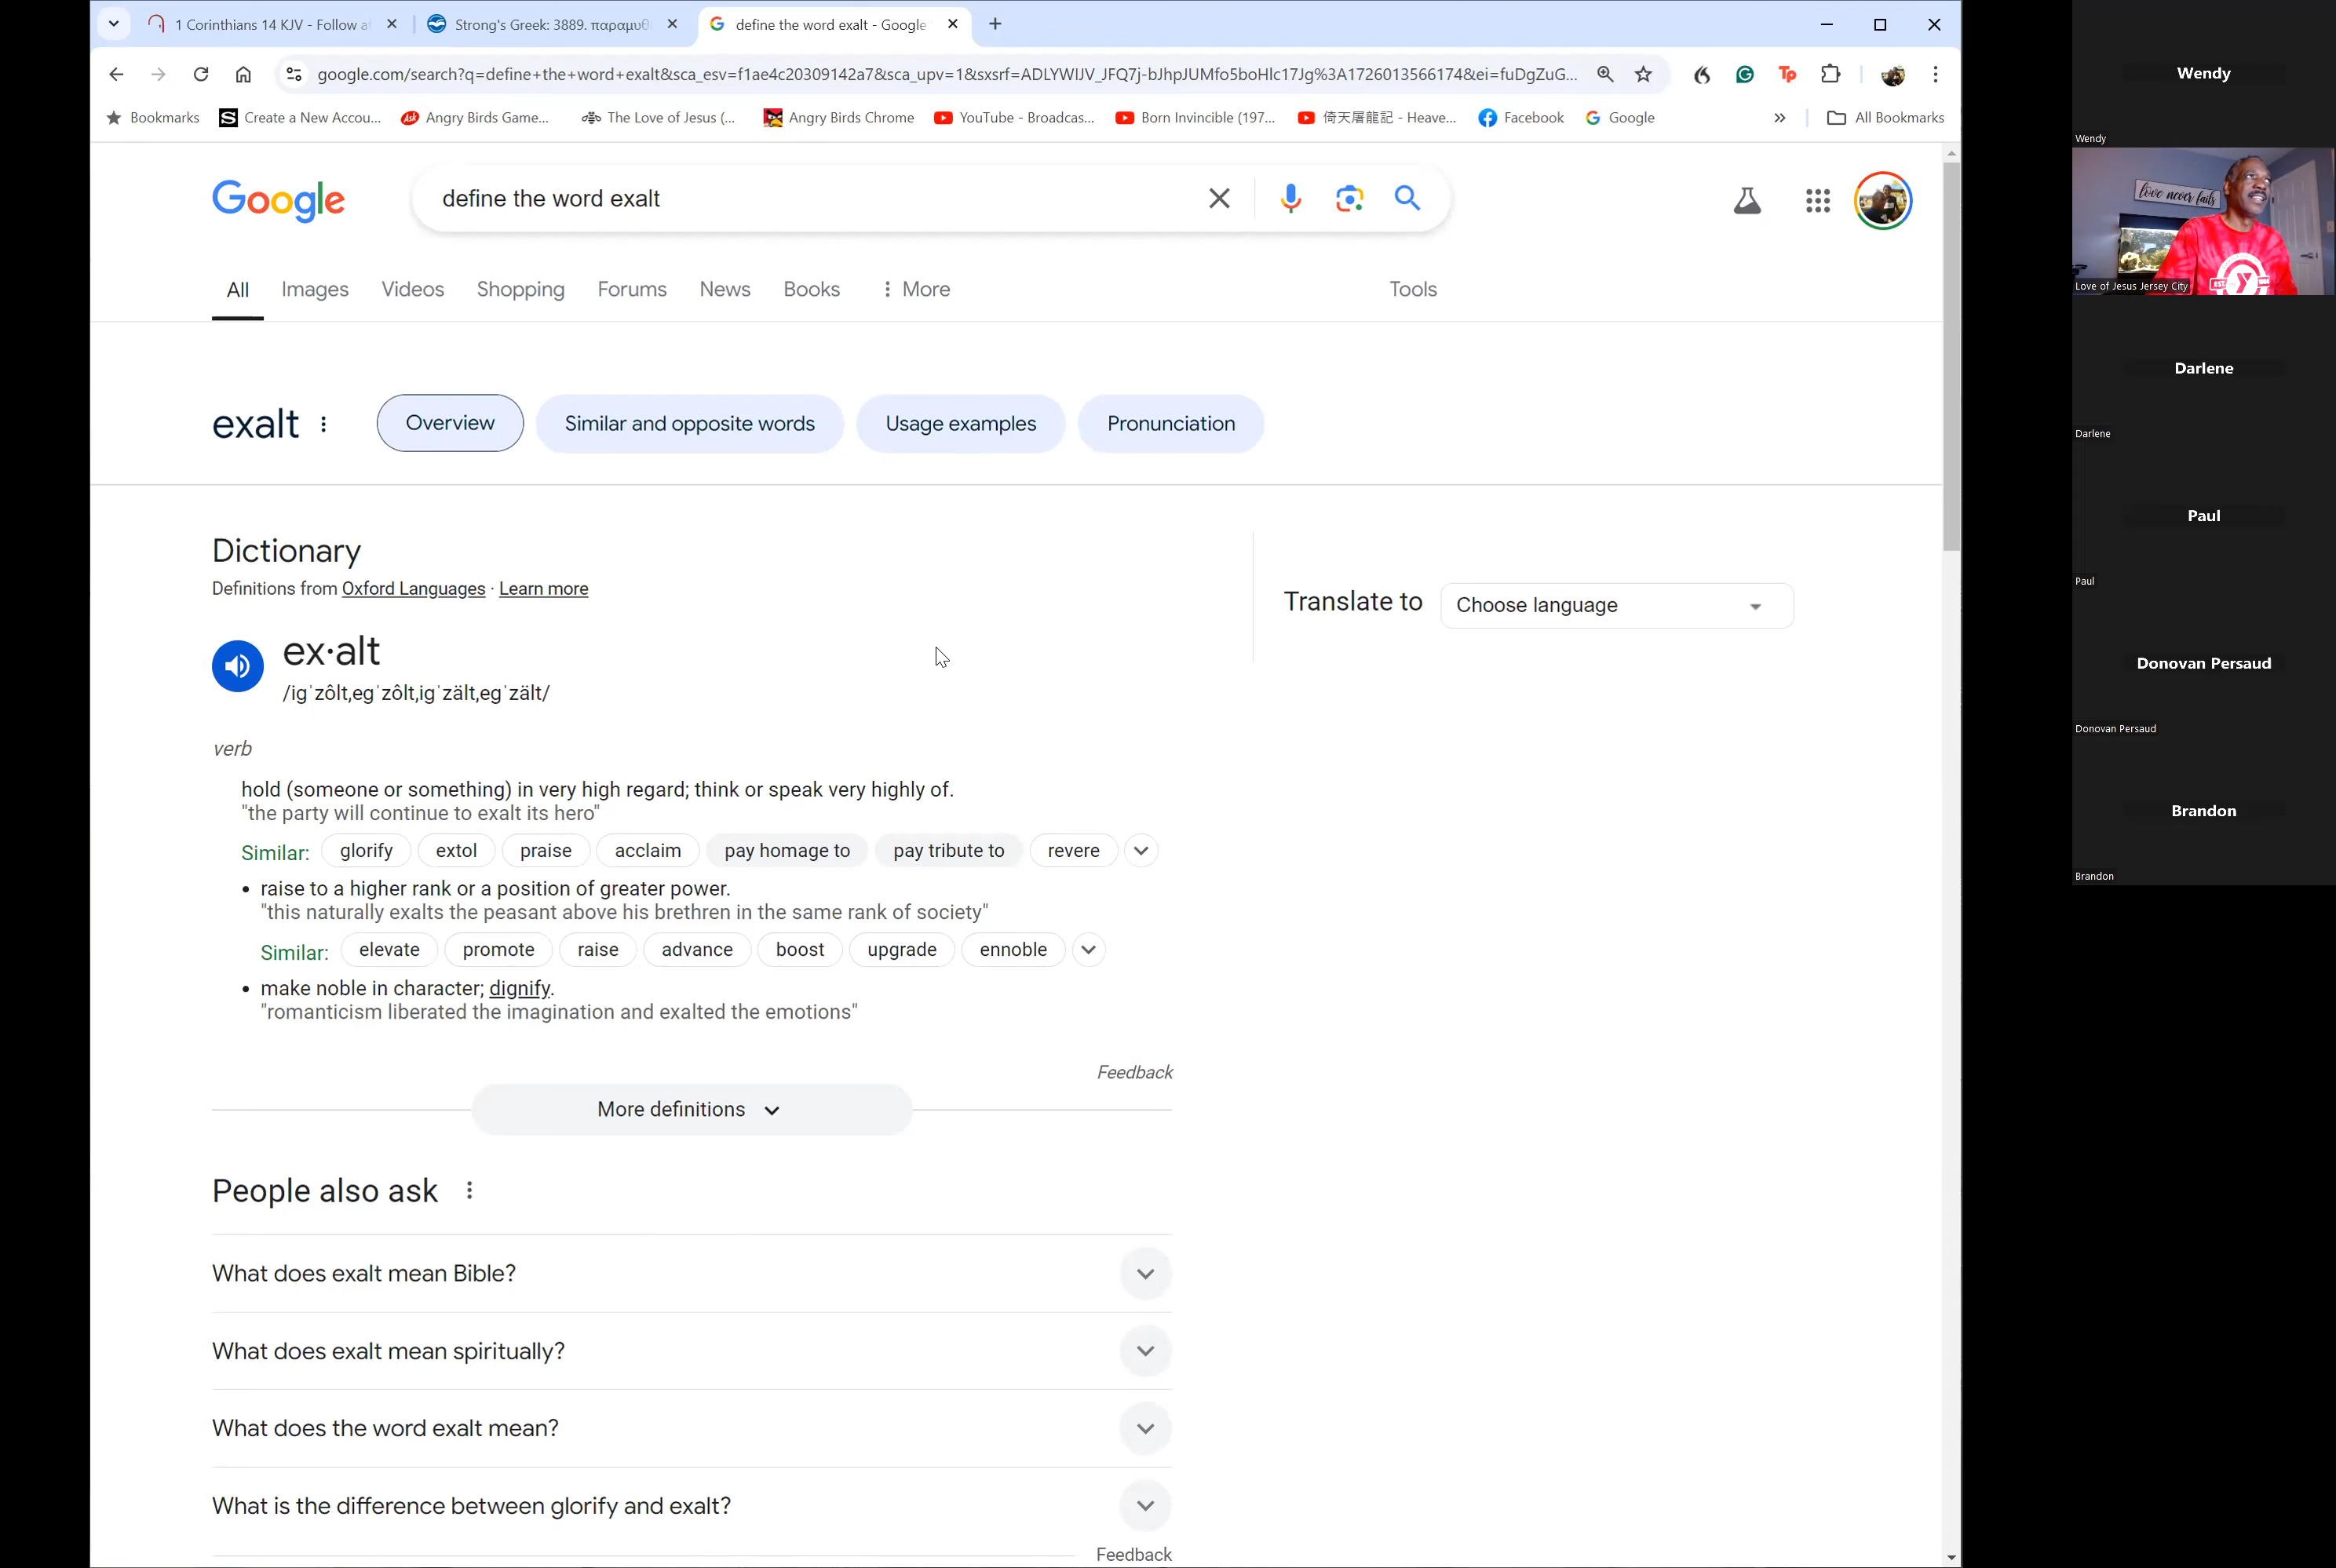 1 Corinthians 14 KJV - Follow a
Strong's Greek: 3889. παραμυθ
define the word exalt - Google
google.com/search?q=define+the+word+exalt&sca_esv=f1ae4c20309142a7&sca_upv=1&sxsrf=ADLYWIJV_JFQ7j-bJhpJUMfo5boHlc17Jg%3A1726013566174&ei=fuDgZuG...
Bookmarks
Create a New Accou...
Angry Birds Game...
The Love of Jesus (...
Angry Birds Chrome
YouTube - Broadcas...
Born Invincible (197...
倚天屠龍記 - Heave...
Facebook
Google
All Bookmarks
Google
define the word exalt
All
Images
Videos
Shopping
Forums
News
Books
More
Tools
exalt
Overview
Similar and opposite words
Usage examples
Pronunciation
Dictionary
Definitions from Oxford Languages · Learn more
ex·alt
/igˈzôlt,egˈzôlt,igˈzält,egˈzält/
Translate to
Choose language
verb
hold (someone or something) in very high regard; think or speak very highly of.
"the party will continue to exalt its hero"
Similar: glorify extol praise acclaim pay homage to pay tribute to revere
• raise to a higher rank or a position of greater power.
"this naturally exalts the peasant above his brethren in the same rank of society"
Similar: elevate promote raise advance boost upgrade ennoble
• make noble in character; dignify.
"romanticism liberated the imagination and exalted the emotions"
Feedback
More definitions
People also ask
What does exalt mean Bible?
What does exalt mean spiritually?
What does the word exalt mean?
What is the difference between glorify and exalt?
Feedback
Wendy
Wendy
love never fails
Y
Love of Jesus Jersey City
Darlene
Darlene
Paul
Paul
Donovan Persaud
Donovan Persaud
Brandon
Brandon